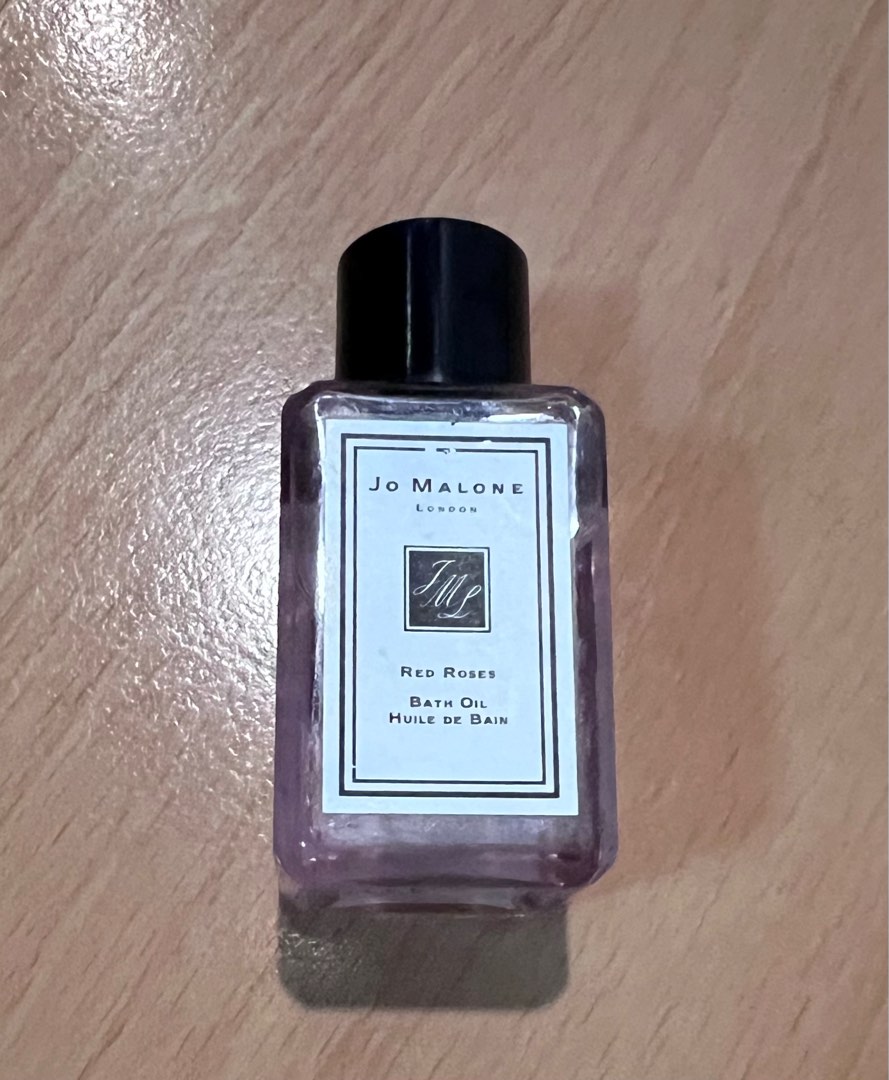 Jo Malone
London
JML
Red Roses
Bath Oil
Huile de Bain